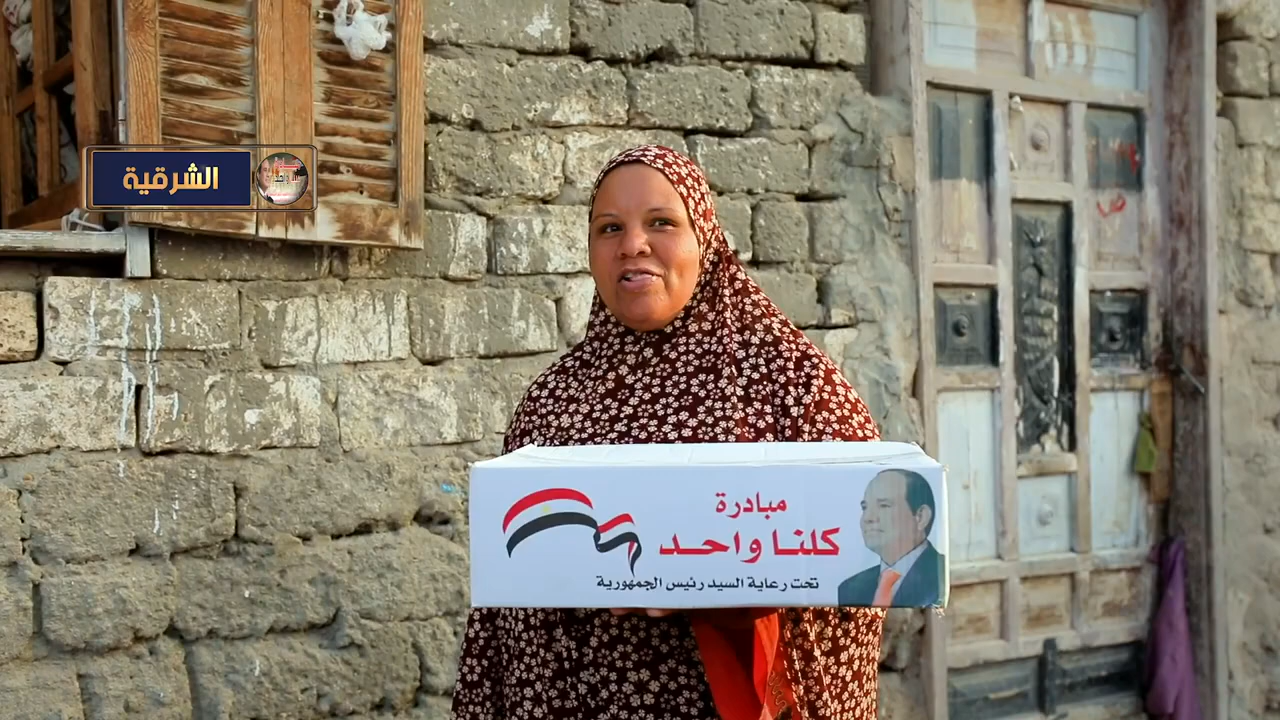 الشرقية
مبادرة
كلنا واحد
تحت رعاية السيد رئيس الجمهورية